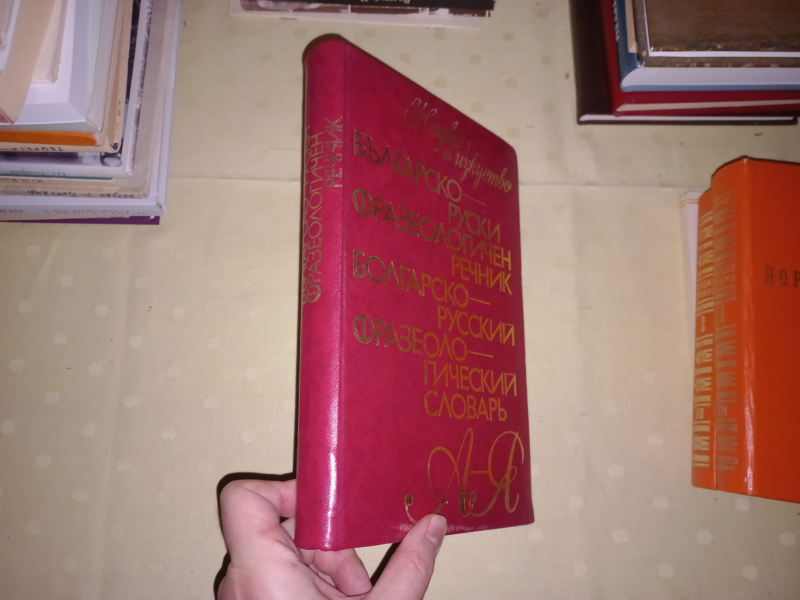 Наука
и изкуство
БЪЛГАРСКО—
РУСКИ
ФРАЗЕОЛОГИЧЕН
РЕЧНИК
БОЛГАРСКО—
РУССКИЙ
ФРАЗЕОЛО—
ГИЧЕСКИЙ
СЛОВАРЬ
А-Я
ФРАЗЕОЛОГИЧЕН
РЕЧНИК